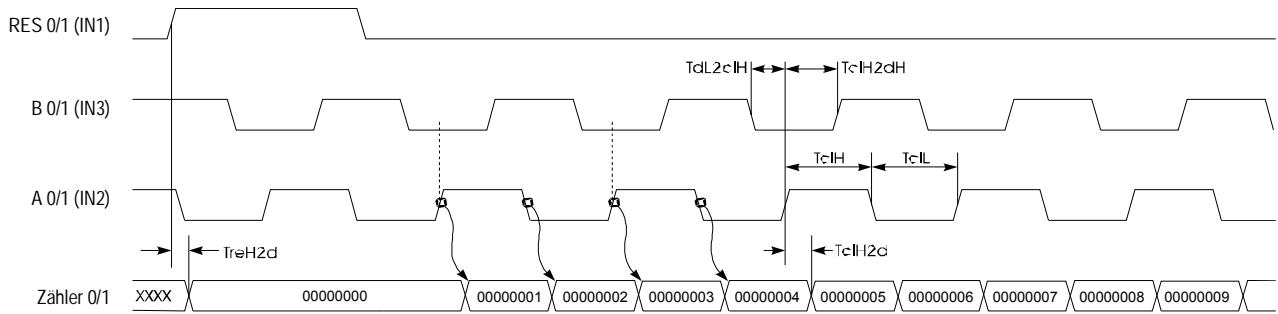 RES 0/1 (IN1)
TdL2clH
TclH2dH
B 0/1 (IN3)
TclH
TclL
A 0/1 (IN2)
TreH2d
TclH2d
Zähler 0/1
XXXX
00000000
00000001
00000002
00000003
00000004
00000005
00000006
00000007
00000008
00000009